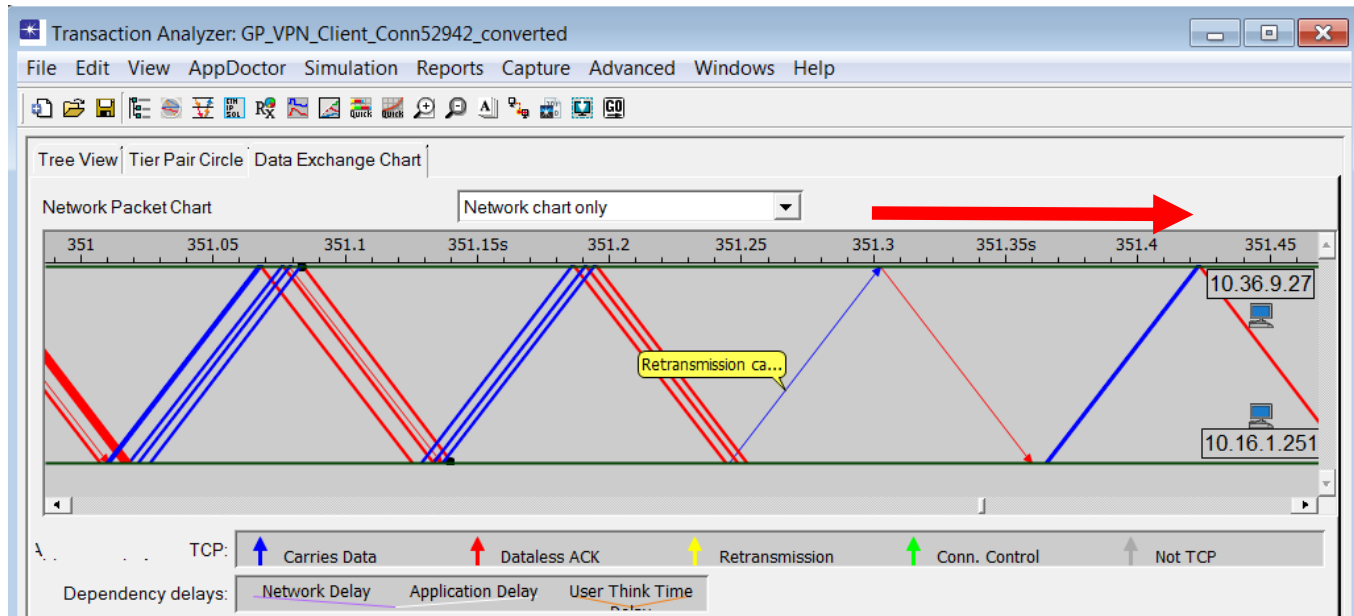 Transaction Analyzer: GP_VPN_Client_Conn52942_converted
File Edit View AppDoctor Simulation Reports Capture Advanced Windows Help
QUICK QUICK GO
Tree View Tier Pair Circle Data Exchange Chart
Network Packet Chart Network chart only
351 351.05 351.1 351.15s 351.2 351.25 351.3 351.35s 351.4 351.45
10.36.9.27
Retransmission ca...
10.16.1.251
TCP: Carries Data Dataless ACK Retransmission Conn. Control Not TCP
Dependency delays: Network Delay Application Delay User Think Time